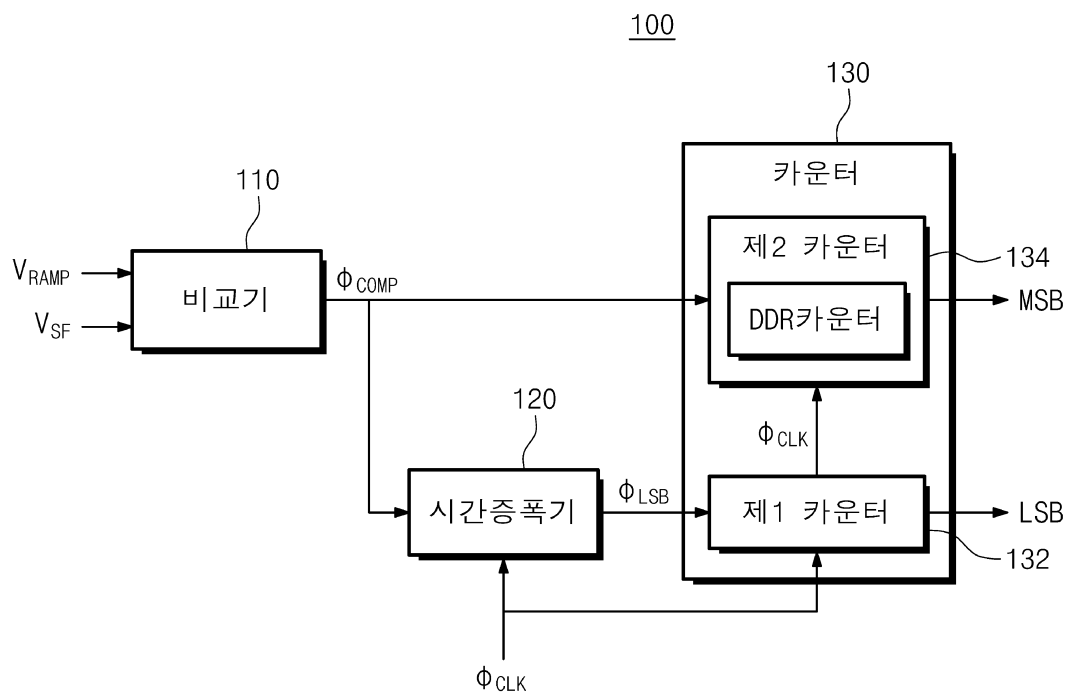 100
130
카운터
110
제2 카운터
134
V_RAMP
비교기
Φ_COMP
MSB
V_SF
DDR카운터
120
Φ_CLK
시간증폭기
Φ_LSB
제1 카운터
LSB
132
Φ_CLK